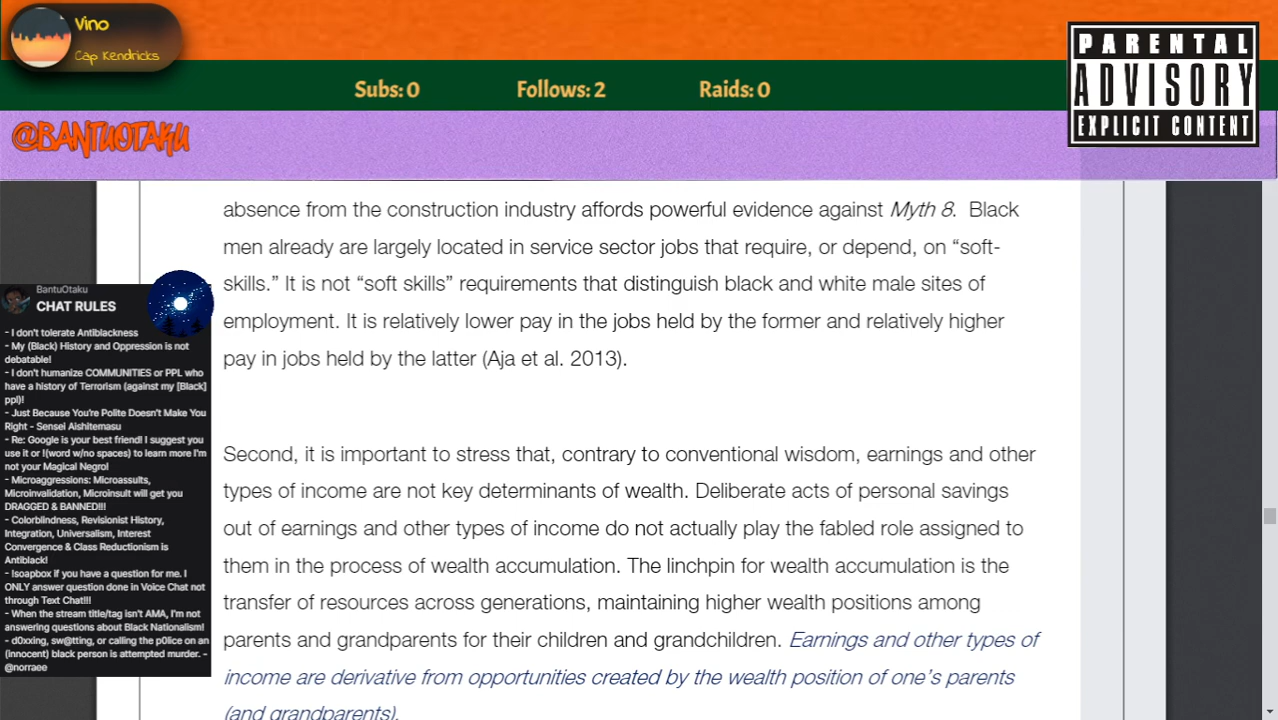 Vino
Cap Kendricks
PARENTAL
ADVISORY
EXPLICIT CONTENT
Subs: 0
Follows: 2
Raids: 0
@BANTUOTAKU
absence from the construction industry affords powerful evidence against Myth 8. Black
men already are largely located in service sector jobs that require, or depend, on “soft-
skills.” It is not “soft skills” requirements that distinguish black and white male sites of
employment. It is relatively lower pay in the jobs held by the former and relatively higher
pay in jobs held by the latter (Aja et al. 2013).
Second, it is important to stress that, contrary to conventional wisdom, earnings and other
types of income are not key determinants of wealth. Deliberate acts of personal savings
out of earnings and other types of income do not actually play the fabled role assigned to
them in the process of wealth accumulation. The linchpin for wealth accumulation is the
transfer of resources across generations, maintaining higher wealth positions among
parents and grandparents for their children and grandchildren. Earnings and other types of
income are derivative from opportunities created by the wealth position of one’s parents
(and grandparents).
BantuOtaku
CHAT RULES
- I don't tolerate Antiblackness
- My (Black) History and Oppression is not
debatable!
- I don't humanize COMMUNITIES or PPL who
have a history of Terrorism (against my [Black]
ppl)!
- Just Because You're Polite Doesn't Make You
Right - Sensei Aishitemasu
- Re: Google is your best friend! I suggest you
use it or !(word w/no spaces) to learn more I'm
not your Magical Negro!
- Microaggressions: Microassults,
Microinvalidation, Microinsult will get you
DRAGGED & BANNED!!!
- Colorblindness, Revisionist History,
Integration, Universalism, Interest
Convergence & Class Reductionism is
Antiblack!
- !soapbox if you have a question for me. I
ONLY answer question done in Voice Chat not
through Text Chat!!!
- When the stream title/tag isn't AMA, I'm not
answering questions about Black Nationalism!
- d0xxing, sw@tting, or calling the p0lice on an
(innocent) black person is attempted murder. -
@norraee